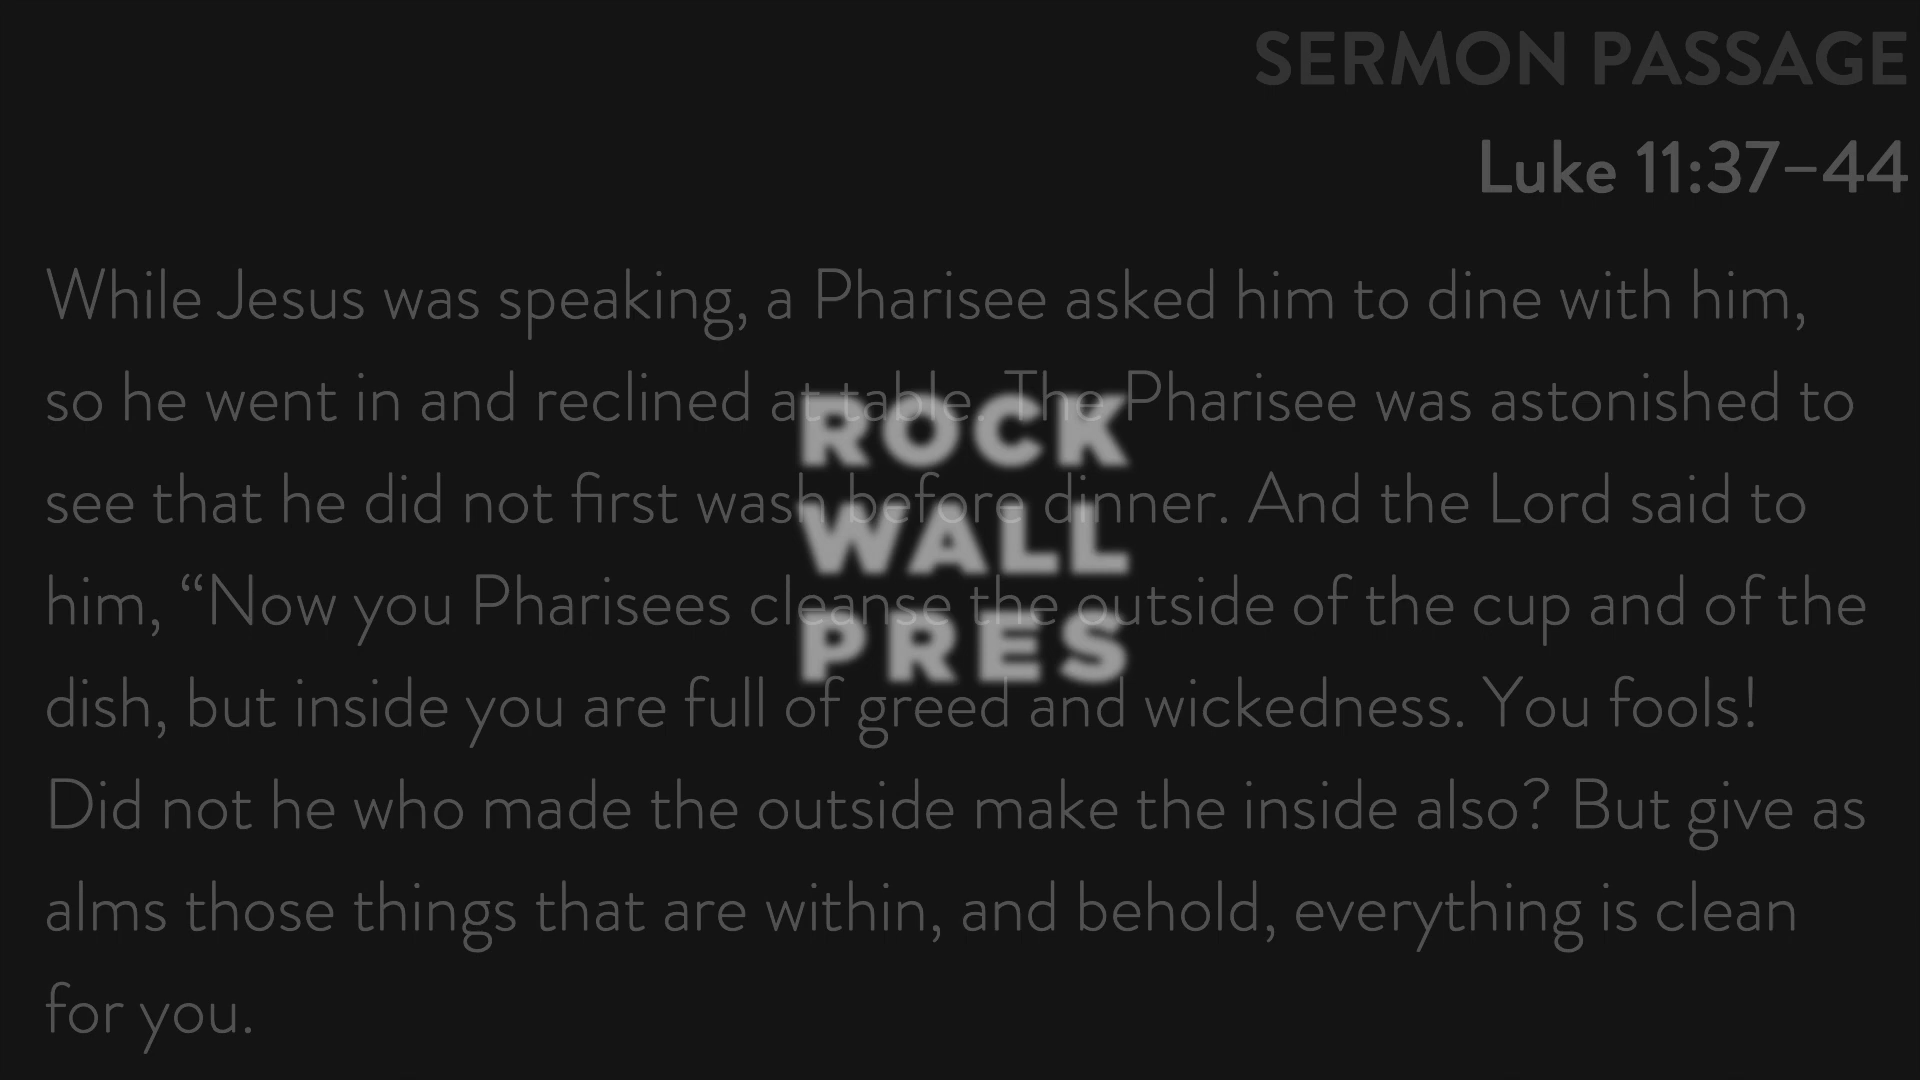 SERMON PASSAGE
Luke 11:37–44
While Jesus was speaking, a Pharisee asked him to dine with him,
so he went in and reclined at table. The Pharisee was astonished to
see that he did not first wash before dinner. And the Lord said to
him, “Now you Pharisees cleanse the outside of the cup and of the
dish, but inside you are full of greed and wickedness. You fools!
Did not he who made the outside make the inside also? But give as
alms those things that are within, and behold, everything is clean
for you.
ROCK
WALL
PRES